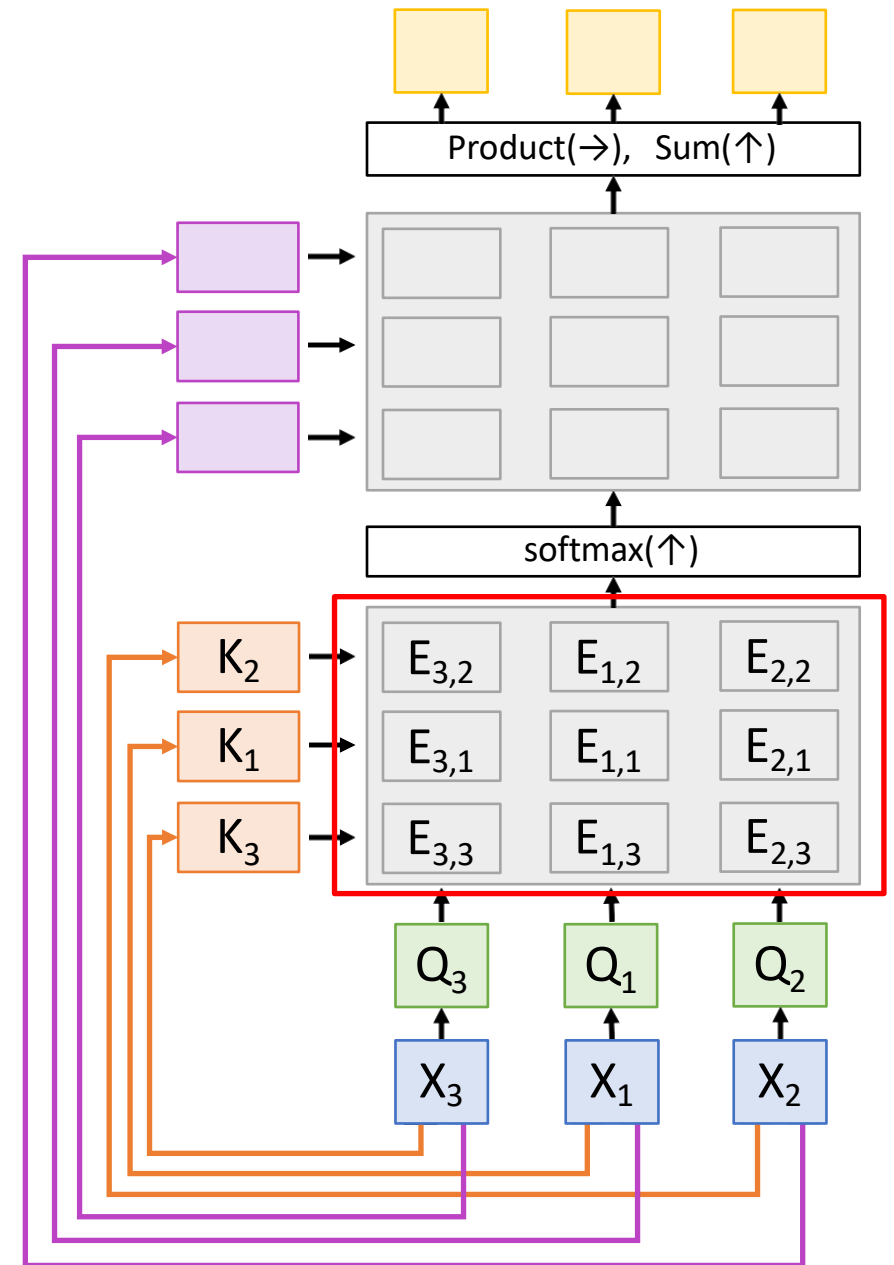 Product(→), Sum(↑)
softmax(↑)
K₂ E₃,₂ E₁,₂ E₂,₂
K₁ E₃,₁ E₁,₁ E₂,₁
K₃ E₃,₃ E₁,₃ E₂,₃
Q₃ Q₁ Q₂
X₃ X₁ X₂